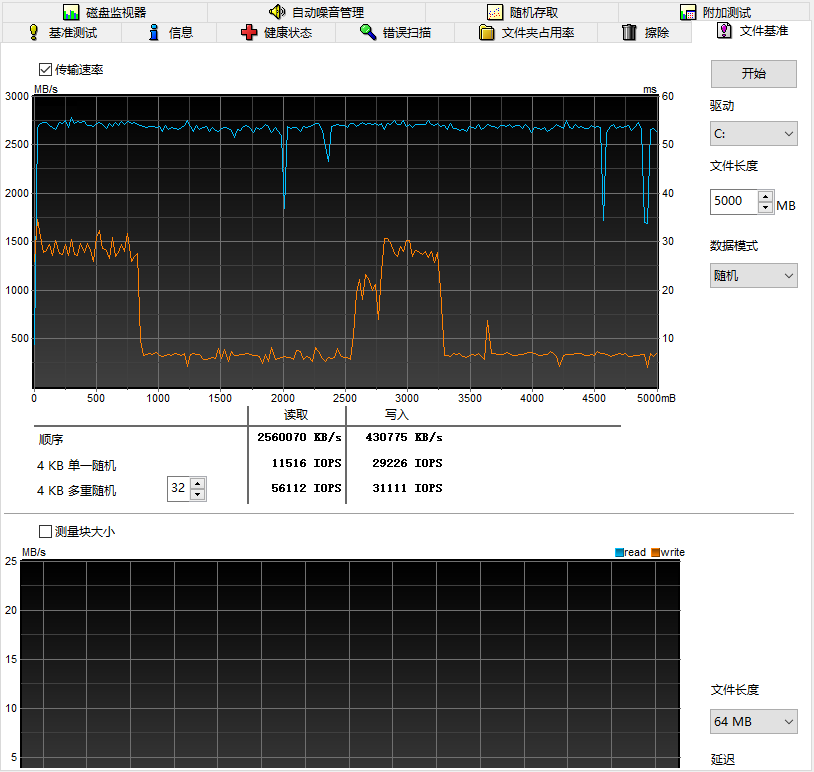 磁盘监视器 自动噪音管理 随机存取 附加测试
基准测试 信息 健康状态 错误扫描 文件夹占用率 擦除 文件基准
传输速率 开始
MB/s ms
3000 60
驱动
C:
2500 50
文件长度
2000 40
5000 MB
1500 30
数据模式
随机
1000 20
500 10
0 500 1000 1500 2000 2500 3000 3500 4000 4500 5000mB
读取 写入
顺序 2560070 KB/s 430775 KB/s
4 KB 单一随机 11516 IOPS 29226 IOPS
4 KB 多重随机 32 56112 IOPS 31111 IOPS
测量块大小
MB/s read write
25
20
15
文件长度
10
64 MB
5
延迟